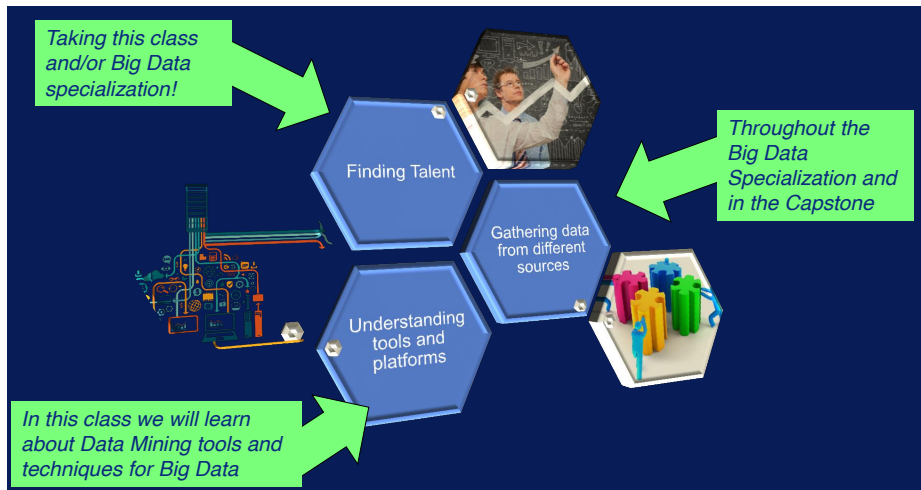 Taking this class
and/or Big Data
specialization!
Finding Talent
Throughout the
Big Data
Specialization and
in the Capstone
Gathering data
from different
sources
Understanding
tools and
platforms
In this class we will learn
about Data Mining tools and
techniques for Big Data